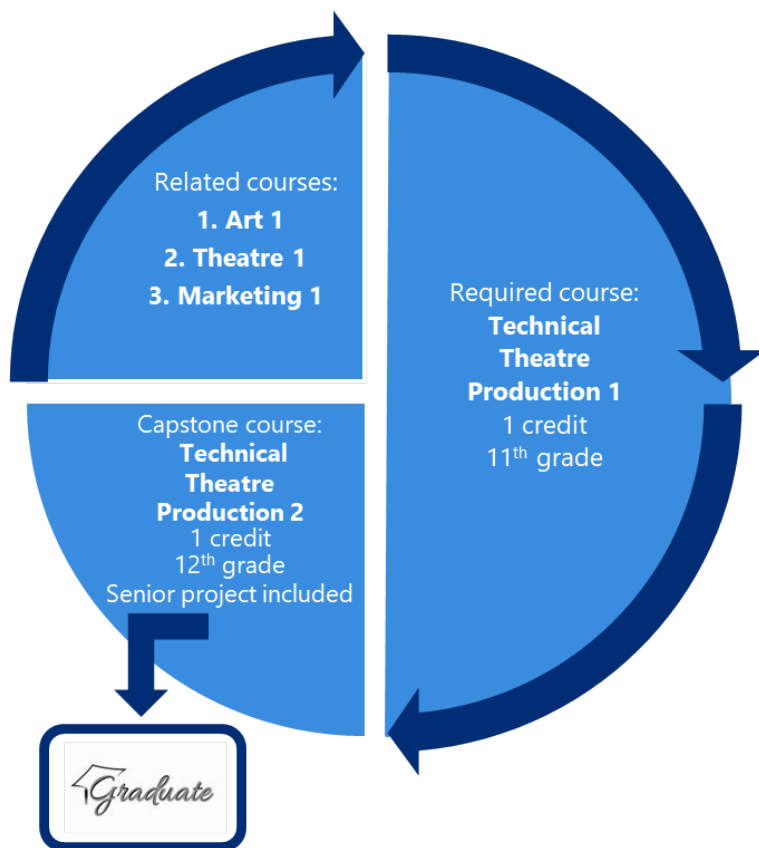 Related courses:
1. Art 1
2. Theatre 1
3. Marketing 1
Required course:
Technical
Theatre
Production 1
1 credit
11th grade
Capstone course:
Technical
Theatre
Production 2
1 credit
12th grade
Senior project included
Graduate